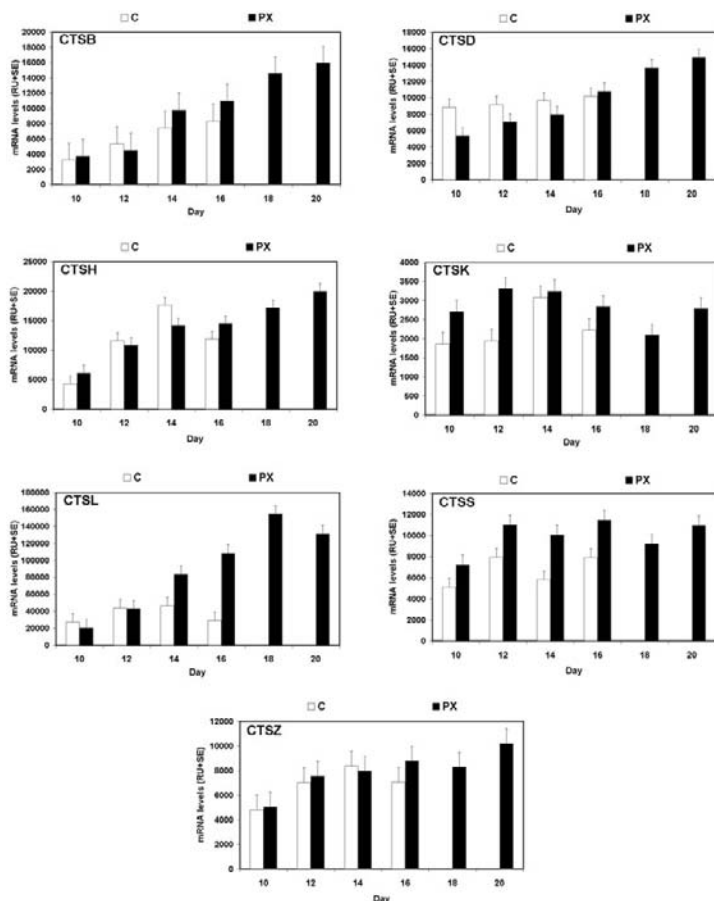 C PX
CTSB
mRNA levels (RU+SE)
20000
18000
16000
14000
12000
10000
8000
6000
4000
2000
0
10 12 14 16 18 20
Day
C PX
CTSD
mRNA levels (RU+SE)
18000
16000
14000
12000
10000
8000
6000
4000
2000
0
10 12 14 16 18 20
Day
C PX
CTSH
mRNA levels (RU+SE)
25000
20000
15000
10000
5000
0
10 12 14 16 18 20
Day
C PX
CTSK
mRNA levels (RU+SE)
4000
3500
3000
2500
2000
1500
1000
500
0
10 12 14 16 18 20
Day
C PX
CTSL
mRNA levels (RU+SE)
180000
160000
140000
120000
100000
80000
60000
40000
20000
0
10 12 14 16 18 20
Day
C PX
CTSS
mRNA levels (RU+SE)
14000
12000
10000
8000
6000
4000
2000
0
10 12 14 16 18 20
Day
C PX
CTSZ
mRNA levels (RU+SE)
12000
10000
8000
6000
4000
2000
0
10 12 14 16 18 20
Day